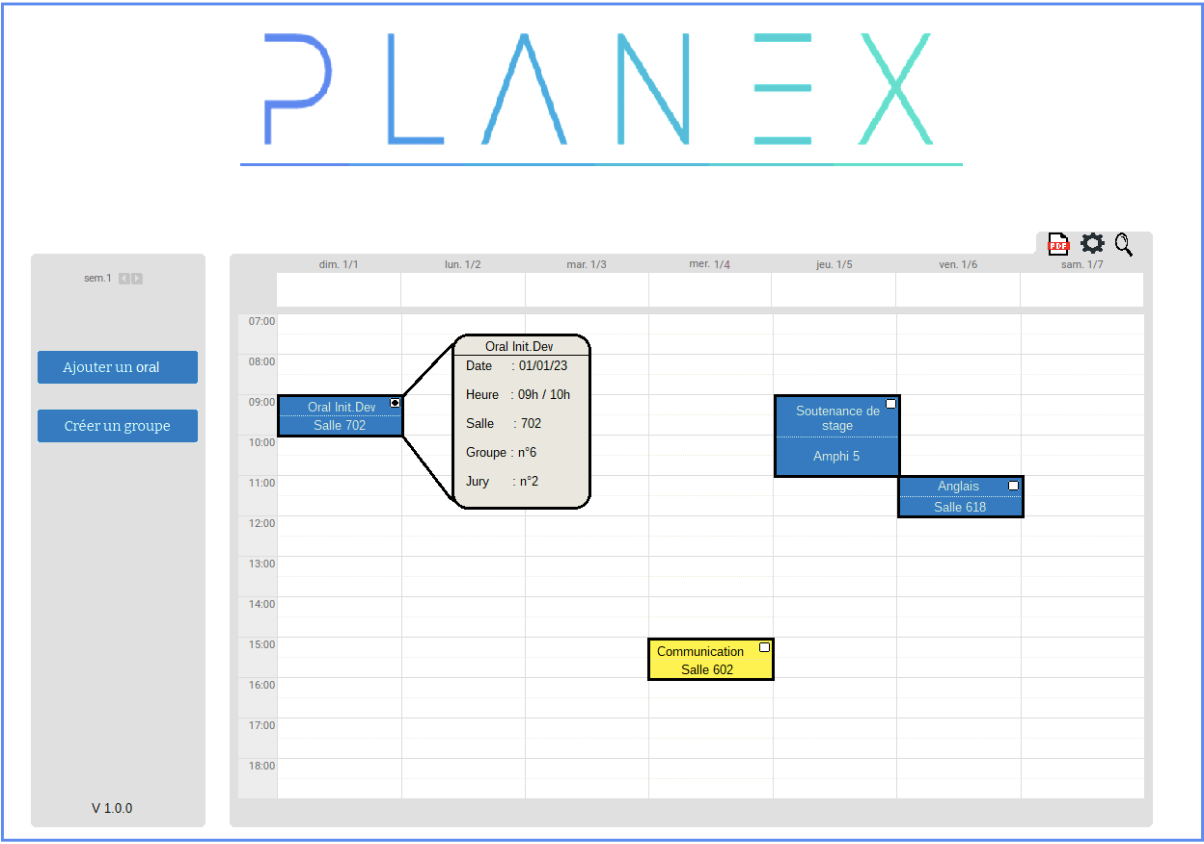 PLANEX
PDF
sem.1
dim. 1/1 lun. 1/2 mar. 1/3 mer. 1/4 jeu. 1/5 ven. 1/6 sam. 1/7
Ajouter un oral
Créer un groupe
V 1.0.0
07:00
08:00
09:00
10:00
11:00
12:00
13:00
14:00
15:00
16:00
17:00
18:00
Oral Init.Dev
Salle 702
Oral Init.Dev
Date : 01/01/23
Heure : 09h / 10h
Salle : 702
Groupe : n°6
Jury : n°2
Soutenance de
stage
Amphi 5
Anglais
Salle 618
Communication
Salle 602